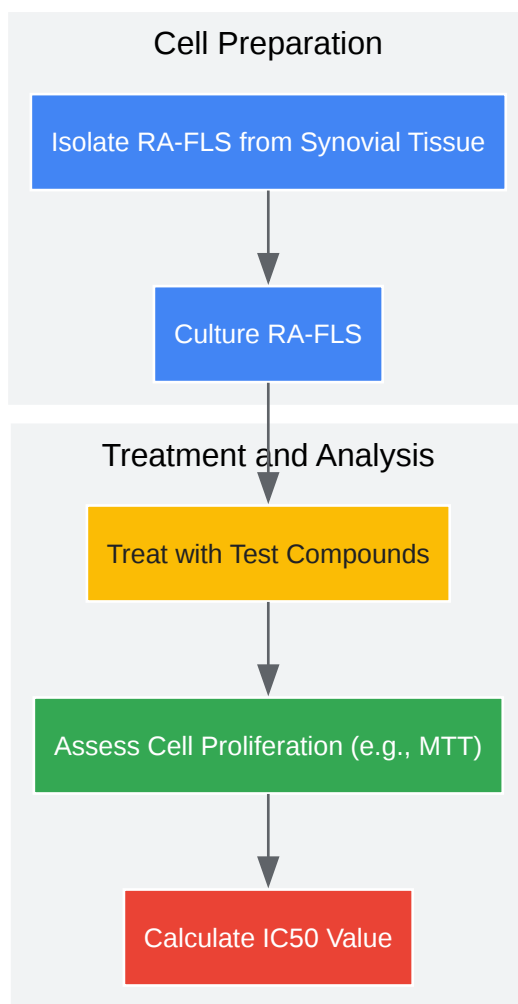 Cell Preparation
Isolate RA-FLS from Synovial Tissue
Culture RA-FLS
Treatment and Analysis
Treat with Test Compounds
Assess Cell Proliferation (e.g., MTT)
Calculate IC50 Value